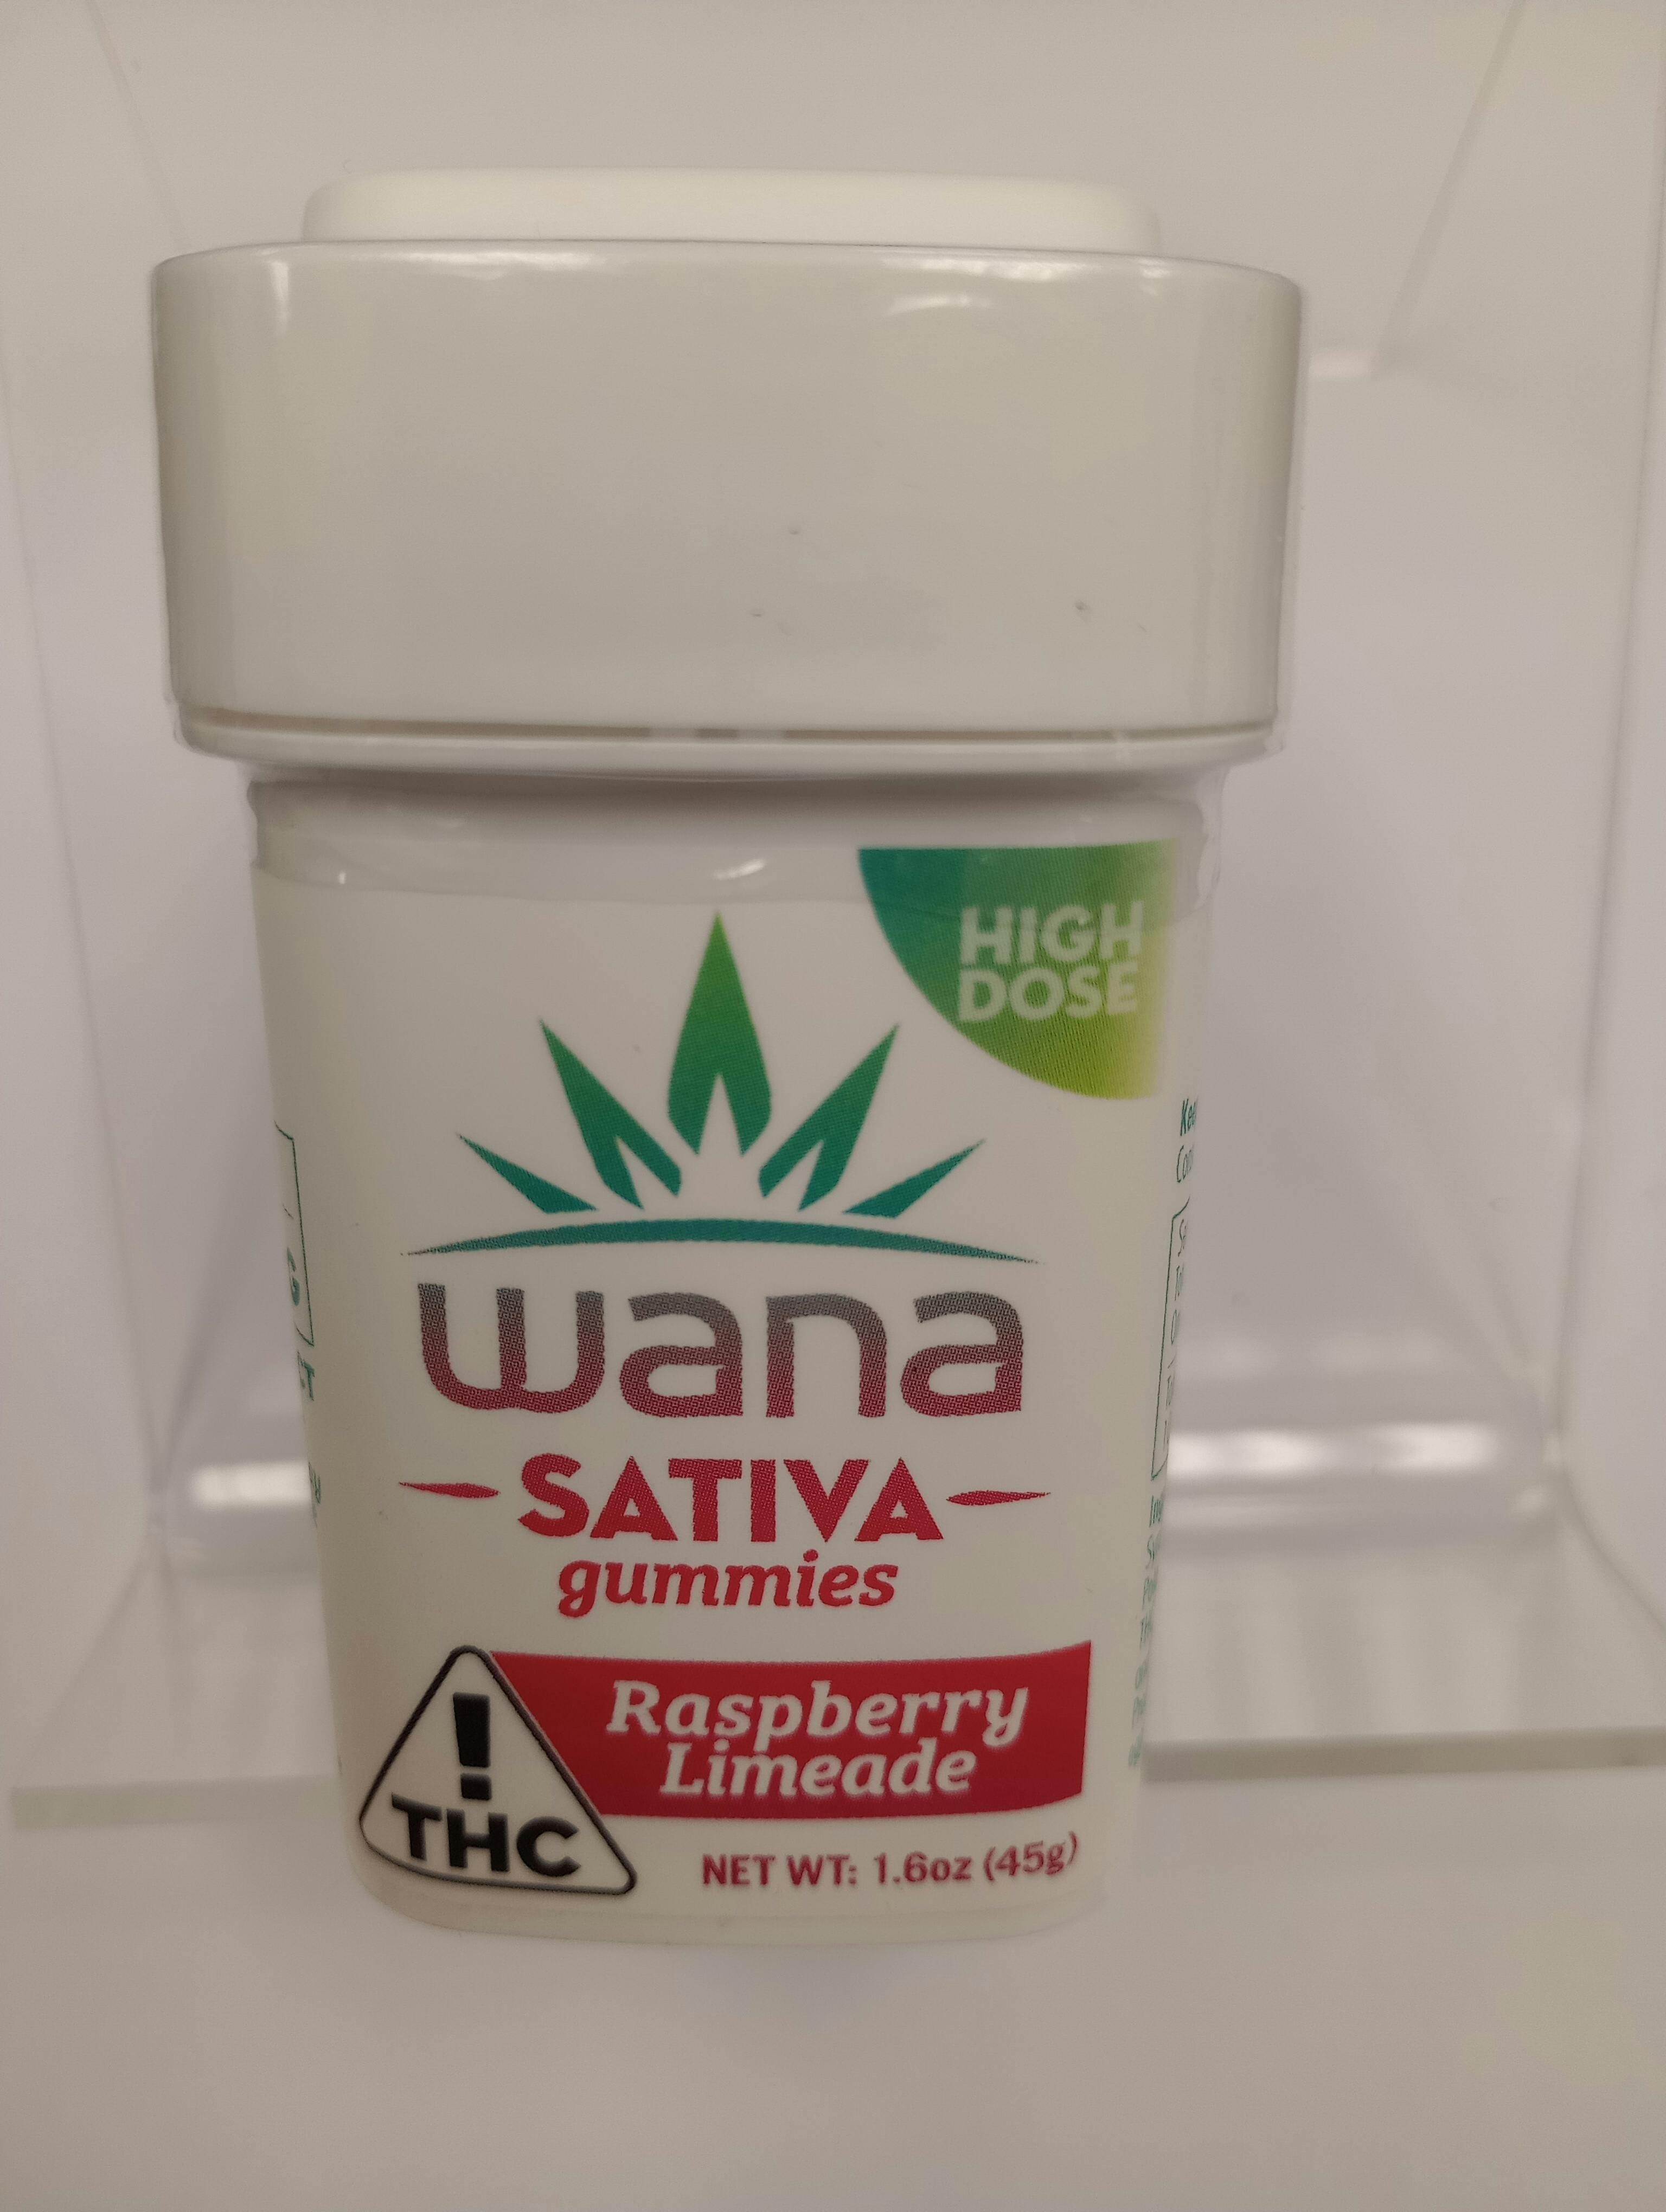 HIGH
DOSE
wana
SATIVA
gummies
Raspberry
Limeade
!
THC
NET WT: 1.6oz (45g)